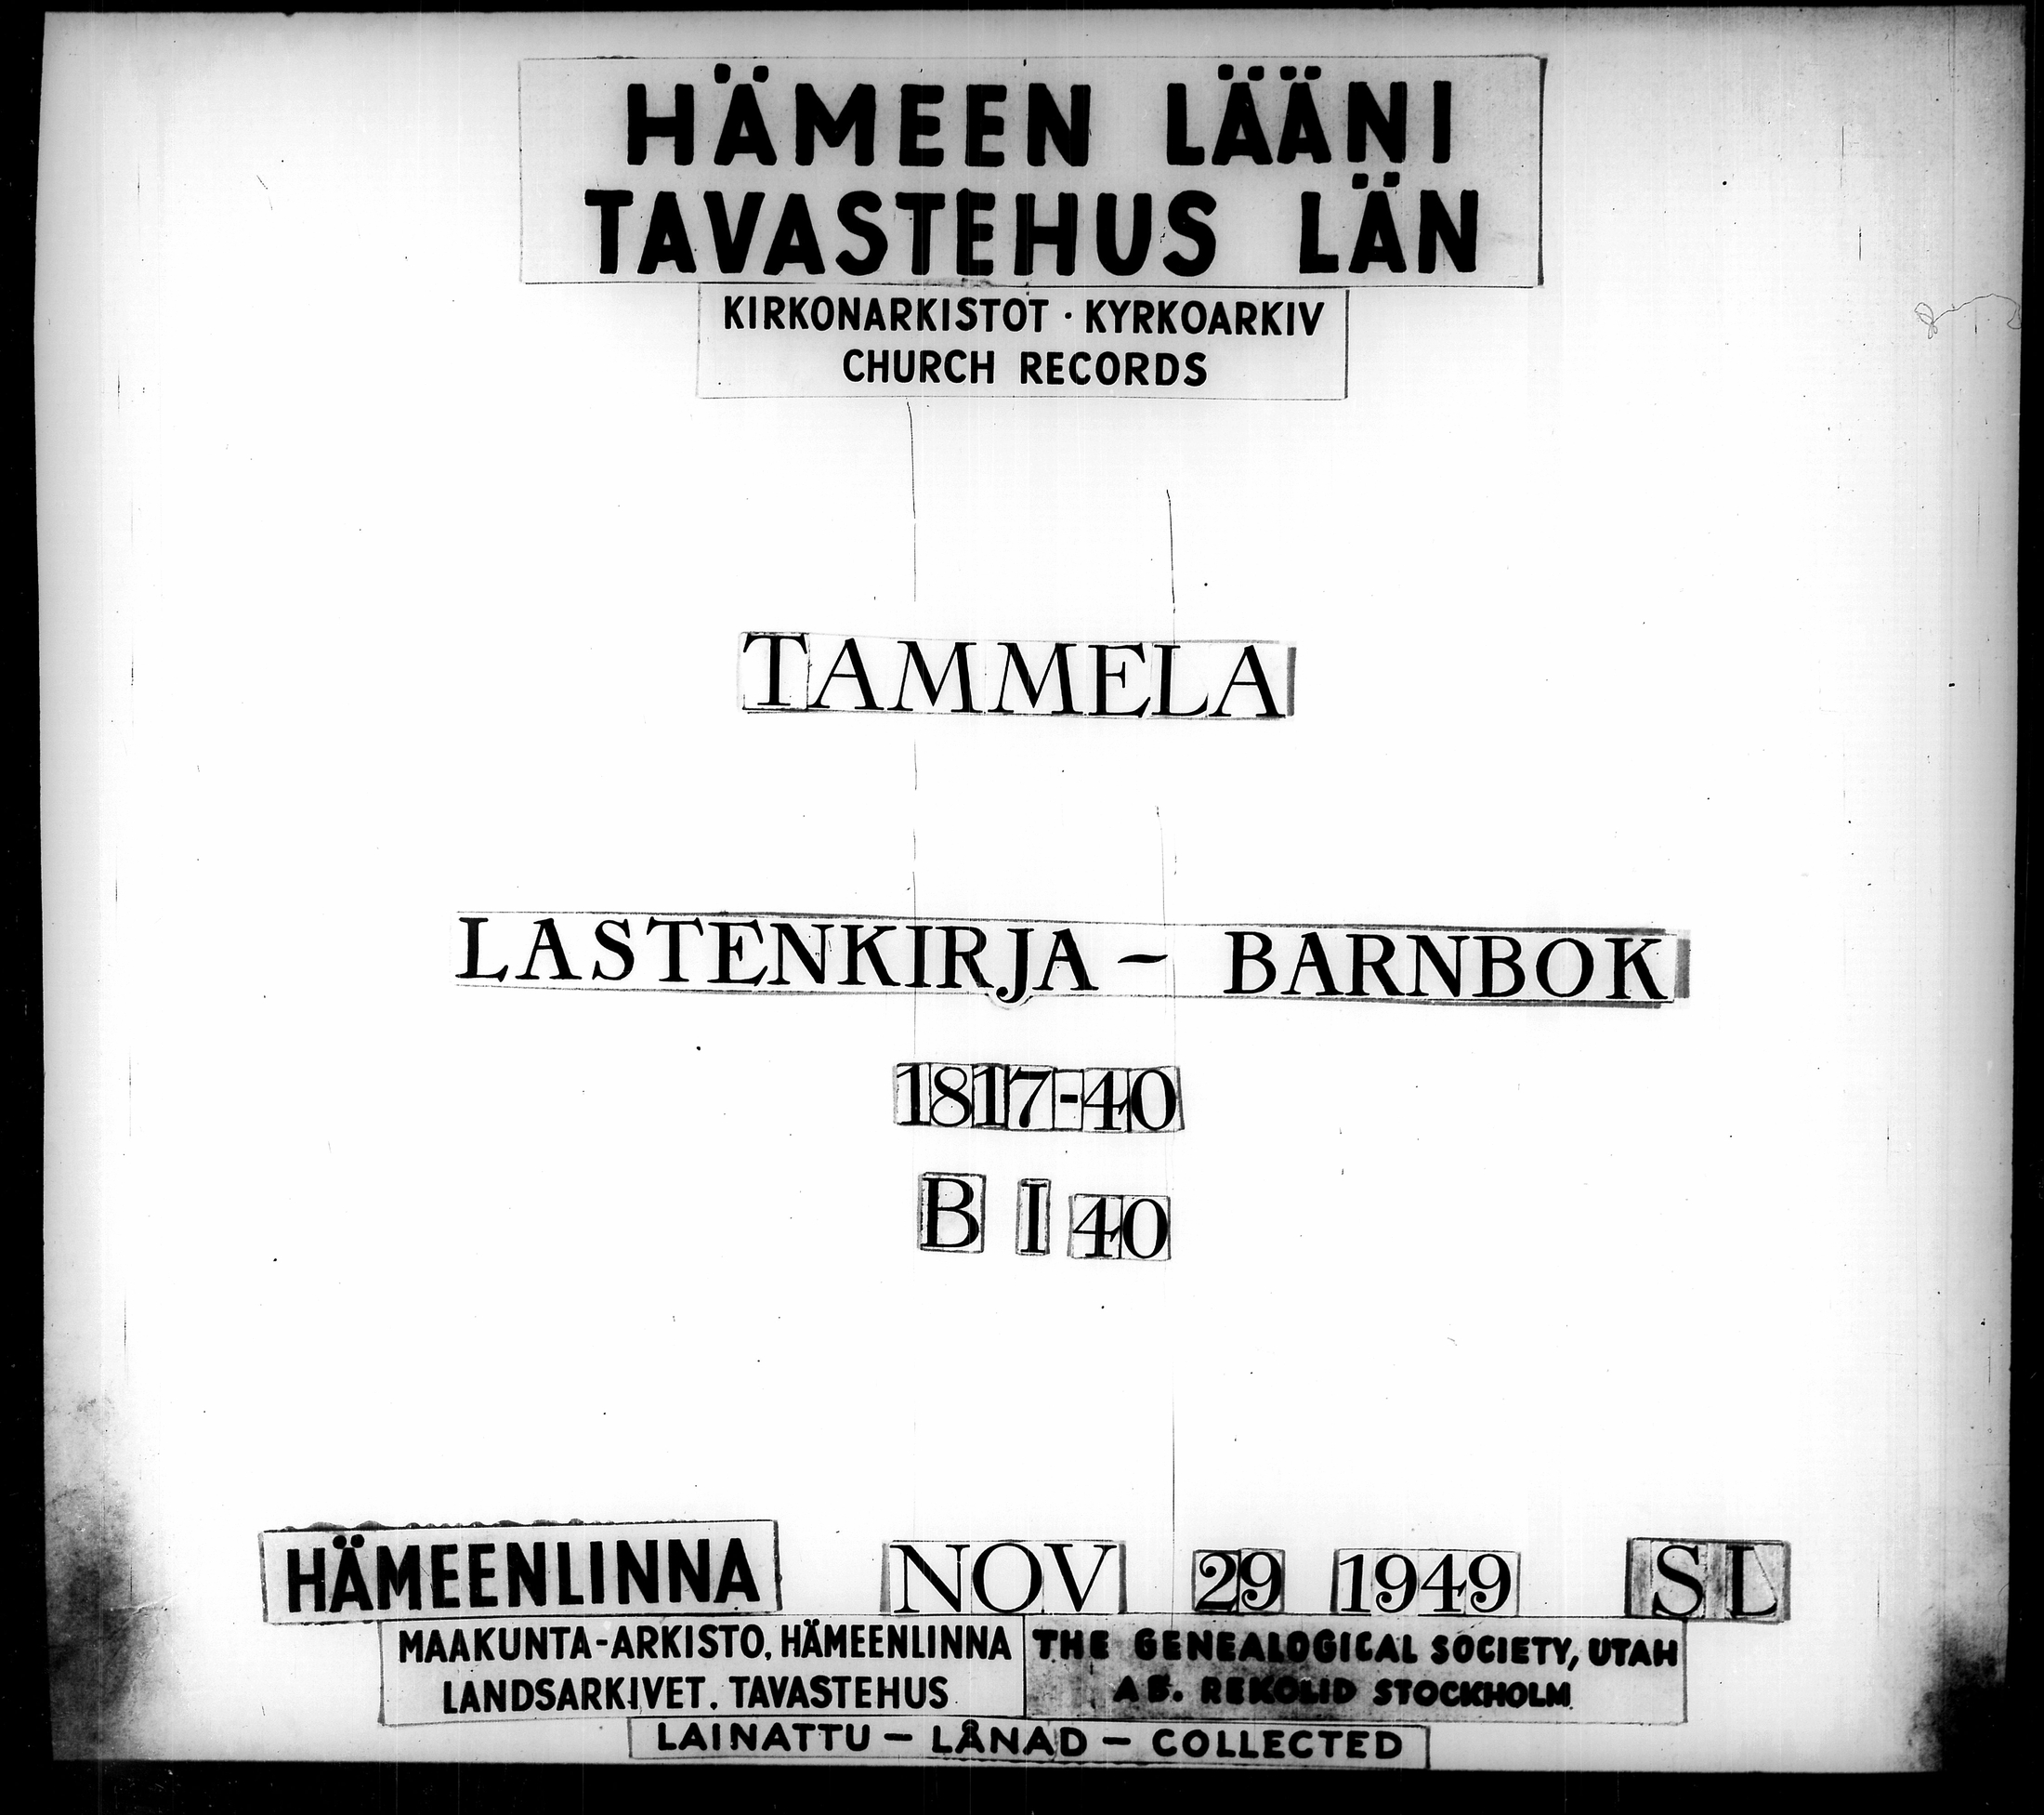 HÄMEEN LÄÄNI
TAVASTEHUS LÄN
KIRKONARKISTOT · KYRKOARKIV
CHURCH RECORDS
TAMMELA
LASTENKIRJA - BARNBOK
1817-40
B I 40
HÄMEENLINNA NOV 29 1949 SL
MAAKUNTA-ARKISTO, HÄMEENLINNA
LANDSARKIVET. TAVASTEHUS
THE GENEALOGICAL SOCIETY, UTAH
AB. REKOLID STOCKHOLM
LAINATTU - LÅNAD - COLLECTED